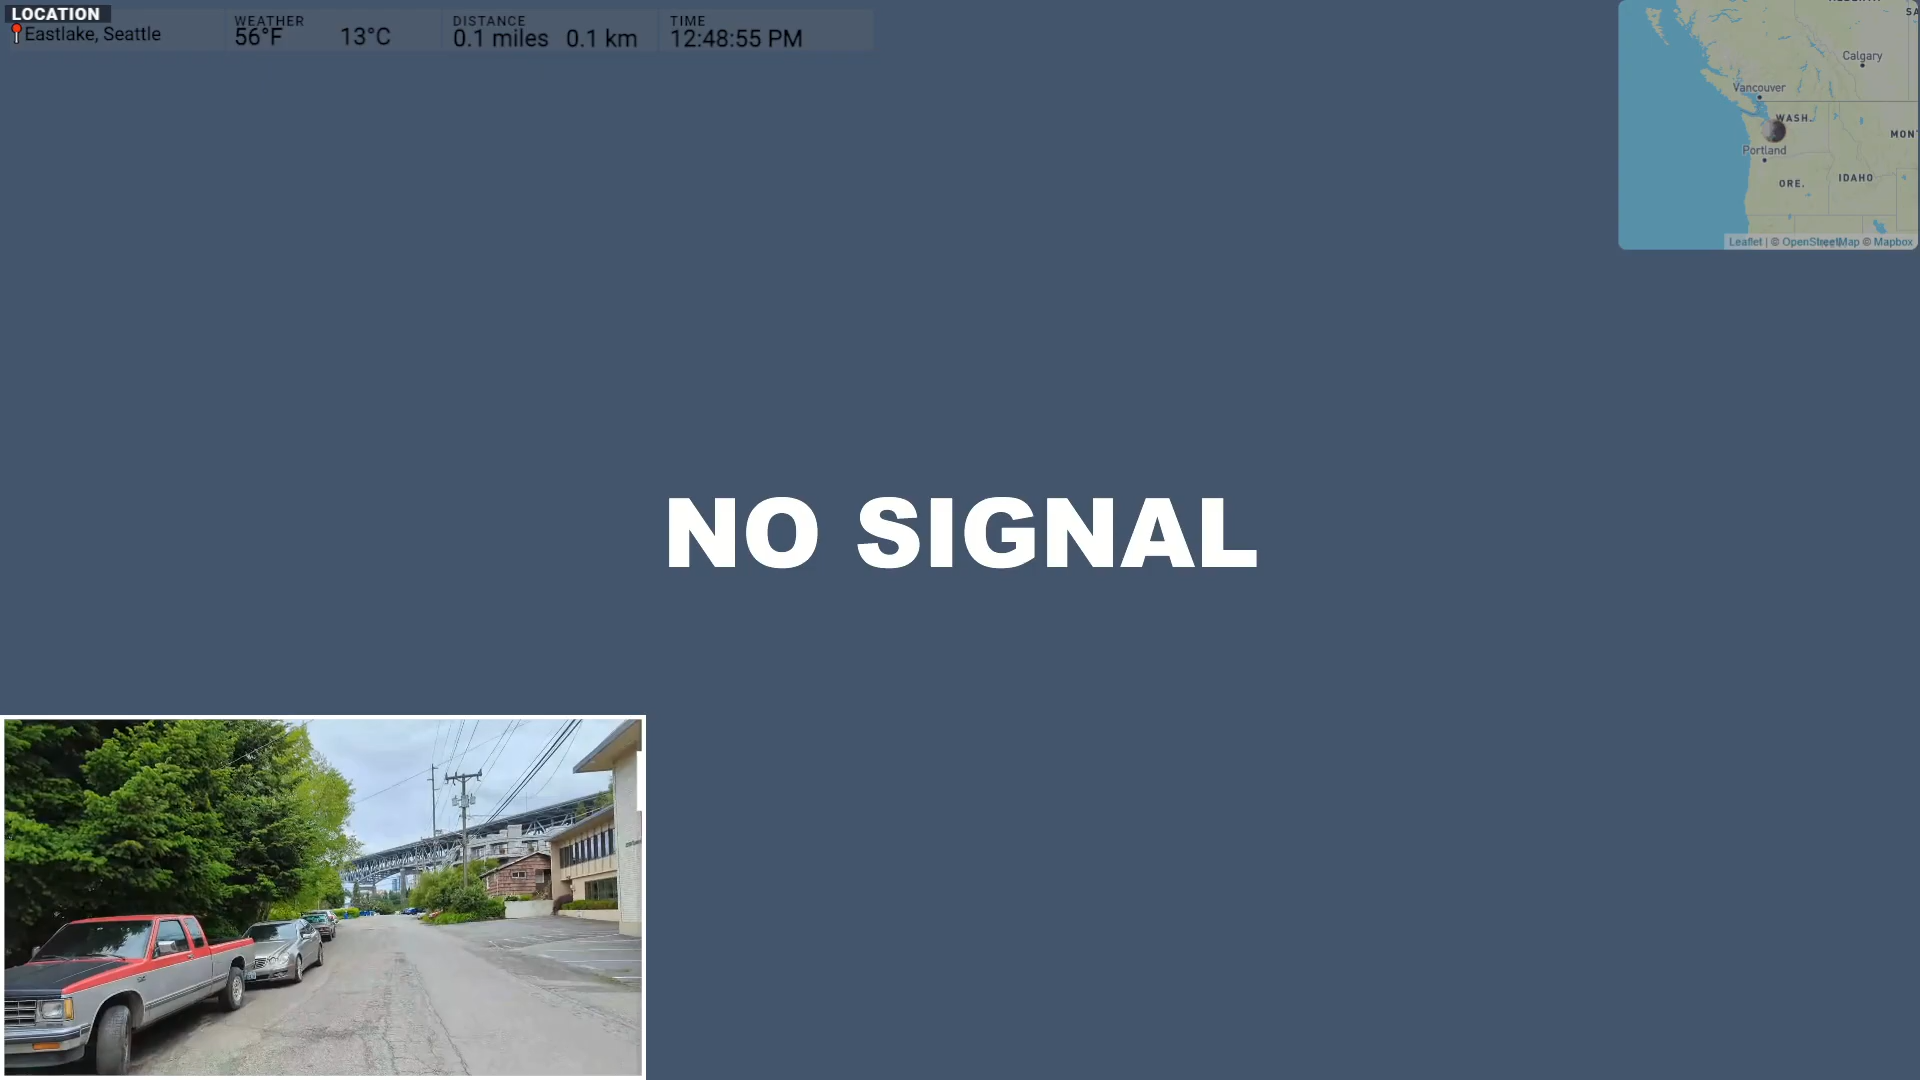 LOCATION
Eastlake, Seattle
WEATHER
56°F 13°C
DISTANCE
0.1 miles 0.1 km
TIME
12:48:55 PM
Calgary
Vancouver
WASH.
MON
Portland
ORE.
IDAHO
Leaflet | © OpenStreetMap © Mapbox
NO SIGNAL